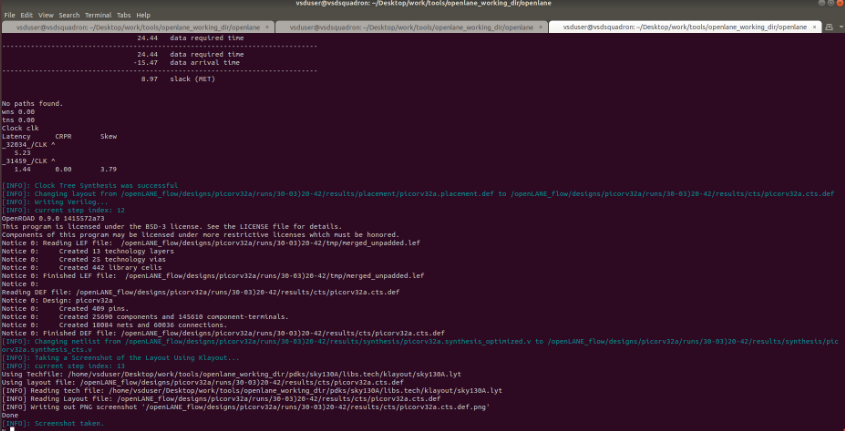 vsduser@vsdsquadron: ~/Desktop/work/tools/openlane_working_dir/openlane
File Edit View Search Terminal Tabs Help
vsduser@vsdsquadron: ~/Desktop/work/tools/openlane_working_dir/openlane × vsduser@vsdsquadron: ~/Desktop/work/tools/openlane_working_dir/openlane × vsduser@vsdsquadron: ~/Desktop/work/tools/openlane_working_dir/openlane ×
24.44 data required time
---------------------------------------------------------------------------
24.44 data required time
-15.47 data arrival time
---------------------------------------------------------------------------
8.97 slack (MET)
No paths found.
wns 0.00
tns 0.00
Clock clk
Latency CRPR Skew
_32034_/CLK ^
5.23
_31459_/CLK ^
1.44 0.00 3.79
[INFO]: Clock Tree Synthesis was successful
[INFO]: Changing layout from /openLANE_flow/designs/picorv32a/runs/30-03)20-42/results/placement/picorv32a.placement.def to /openLANE_flow/designs/picorv32a/runs/30-03)20-42/results/cts/picorv32a.cts.def
[INFO]: Writing Verilog...
[INFO]: current step index: 12
OpenROAD 0.9.0 1415572a73
This program is licensed under the BSD-3 license. See the LICENSE file for details.
Components of this program may be licensed under more restrictive licenses which must be honored.
Notice 0: Reading LEF file: /openLANE_flow/designs/picorv32a/runs/30-03)20-42/tmp/merged_unpadded.lef
Notice 0: Created 13 technology layers
Notice 0: Created 25 technology vias
Notice 0: Created 442 library cells
Notice 0: Finished LEF file: /openLANE_flow/designs/picorv32a/runs/30-03)20-42/tmp/merged_unpadded.lef
Notice 0:
Reading DEF file: /openLANE_flow/designs/picorv32a/runs/30-03)20-42/results/cts/picorv32a.cts.def
Notice 0: Design: picorv32a
Notice 0: Created 409 pins.
Notice 0: Created 25690 components and 145610 component-terminals.
Notice 0: Created 18084 nets and 60036 connections.
Notice 0: Finished DEF file: /openLANE_flow/designs/picorv32a/runs/30-03)20-42/results/cts/picorv32a.cts.def
[INFO]: Changing netlist from /openLANE_flow/designs/picorv32a/runs/30-03)20-42/results/synthesis/picorv32a.synthesis_optimized.v to /openLANE_flow/designs/picorv32a/runs/30-03)20-42/results/synthesis/pic
orv32a.synthesis_cts.v
[INFO]: Taking a Screenshot of the Layout Using Klayout...
[INFO]: current step index: 13
Using Techfile: /home/vsduser/Desktop/work/tools/openlane_working_dir/pdks/sky130A/libs.tech/klayout/sky130A.lyt
Using layout file: /openLANE_flow/designs/picorv32a/runs/30-03)20-42/results/cts/picorv32a.cts.def
[INFO] Reading tech file: /home/vsduser/Desktop/work/tools/openlane_working_dir/pdks/sky130A/libs.tech/klayout/sky130A.lyt
[INFO] Reading Layout file: /openLANE_flow/designs/picorv32a/runs/30-03)20-42/results/cts/picorv32a.cts.def
[INFO] Writing out PNG screenshot '/openLANE_flow/designs/picorv32a/runs/30-03)20-42/results/cts/picorv32a.cts.def.png'
Done
[INFO]: Screenshot taken.